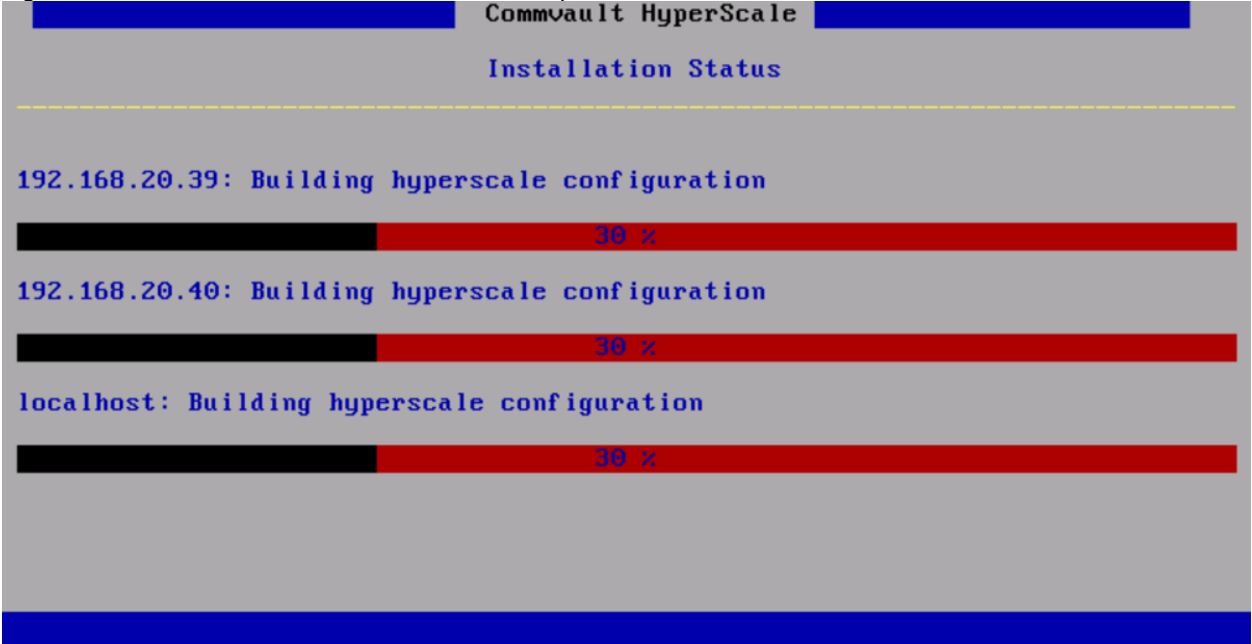 Commvault HyperScale
Installation Status
192.168.20.39: Building hyperscale configuration
30 %
192.168.20.40: Building hyperscale configuration
30 %
localhost: Building hyperscale configuration
30 %